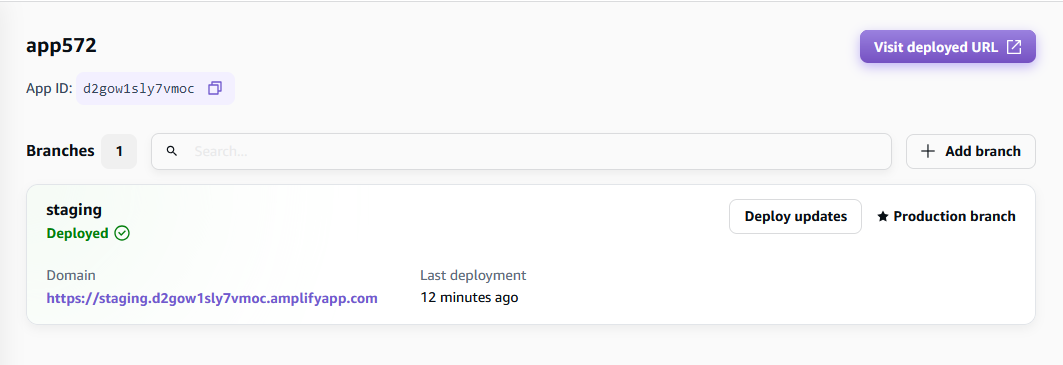 app572
Visit deployed URL
App ID: d2gow1sly7vmoc
Branches 1
Search...
Add branch
staging
Deploy updates
Production branch
Deployed
Domain
Last deployment
https://staging.d2gow1sly7vmoc.amplifyapp.com
12 minutes ago